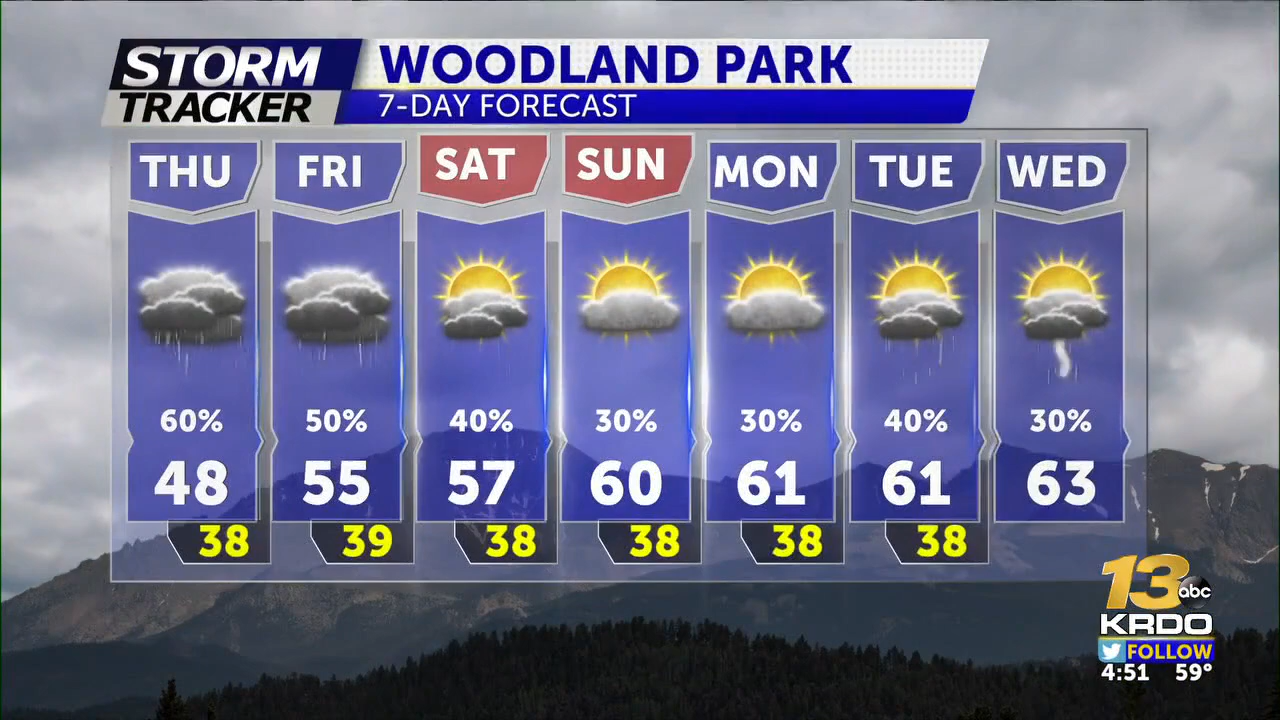 STORM
TRACKER
WOODLAND PARK
7-DAY FORECAST
THU FRI SAT SUN MON TUE WED
60% 50% 40% 30% 30% 40% 30%
48 55 57 60 61 61 63
38 39 38 38 38 38
13 abc
KRDO
FOLLOW
4:51 59°